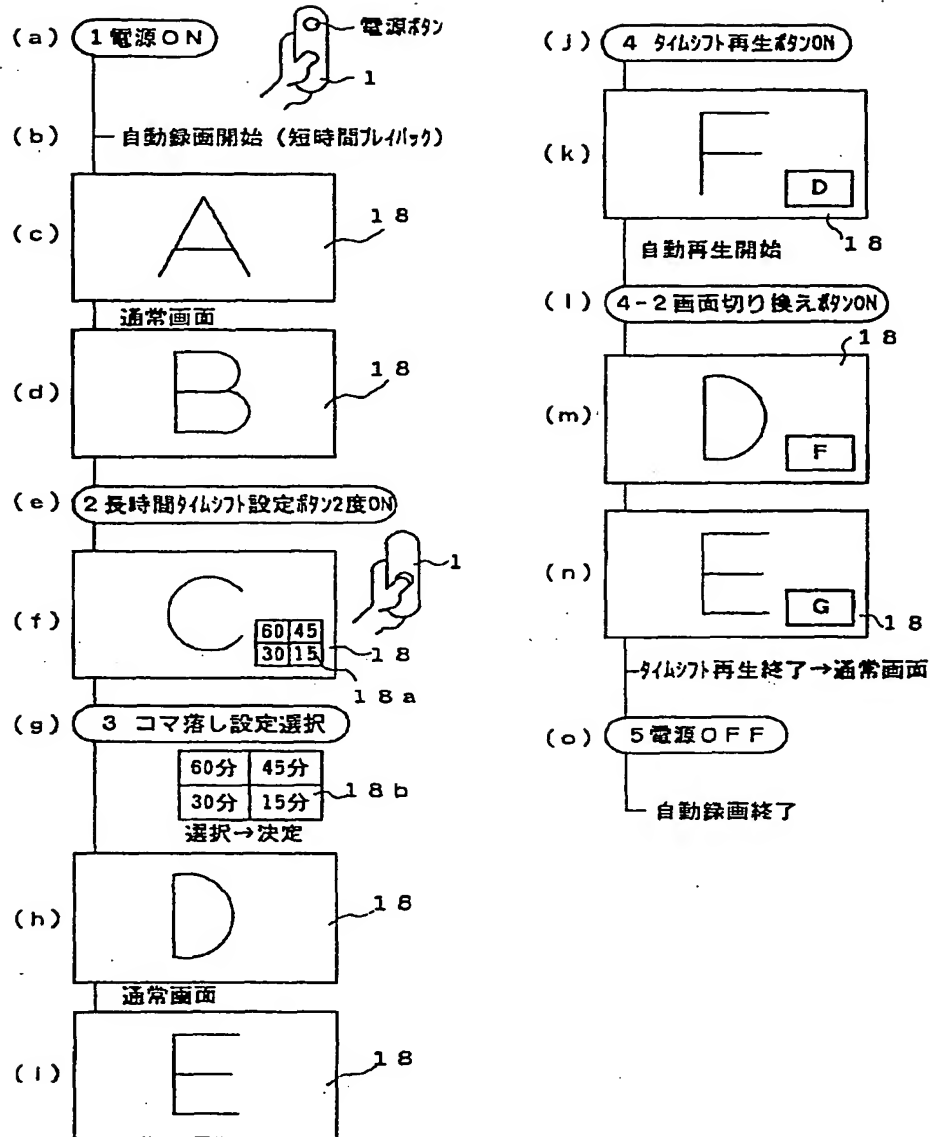 (a) 1電源ON
電源ボタン
1
(b) 自動録画開始(短時間プレイバック)
(c) A 18
通常画面
(d) B 18
(e) 2長時間タイムシフト設定ボタン2度ON
1
(f) C
60 45
30 15
18
18a
(g) 3 コマ落し設定選択
60分 45分
30分 15分
18b
選択→決定
(h) D 18
通常画面
(i) E 18
(j) 4 タイムシフト再生ボタンON
(k) F D
18
自動再生開始
(l) 4-2画面切り換えボタンON
18
(m) D F
(n) E G
18
タイムシフト再生終了→通常画面
(o) 5電源OFF
自動録画終了